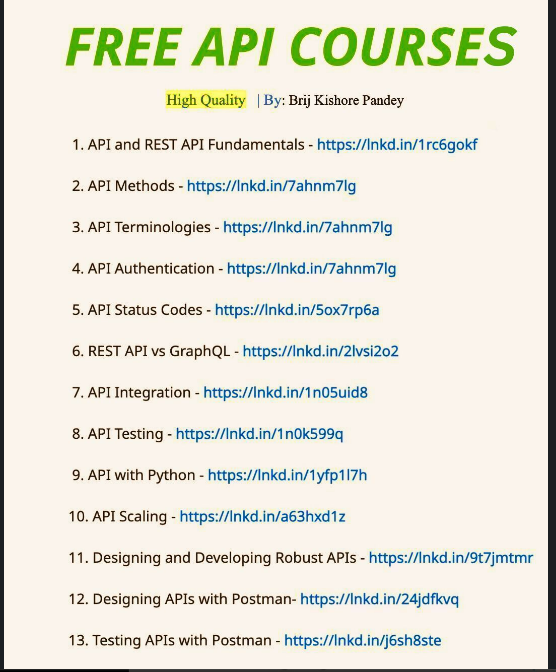 FREE API COURSES
High Quality | By: Brij Kishore Pandey
1. API and REST API Fundamentals - https://lnkd.in/1rc6gokf
2. API Methods - https://lnkd.in/7ahnm7lg
3. API Terminologies - https://lnkd.in/7ahnm7lg
4. API Authentication - https://lnkd.in/7ahnm7lg
5. API Status Codes - https://lnkd.in/5ox7rp6a
6. REST API vs GraphQL - https://lnkd.in/2lvsi2o2
7. API Integration - https://lnkd.in/1n05uid8
8. API Testing - https://lnkd.in/1n0k599q
9. API with Python - https://lnkd.in/1yfp1l7h
10. API Scaling - https://lnkd.in/a63hxd1z
11. Designing and Developing Robust APIs - https://lnkd.in/9t7jmtmr
12. Designing APIs with Postman- https://lnkd.in/24jdfkvq
13. Testing APIs with Postman - https://lnkd.in/j6sh8ste